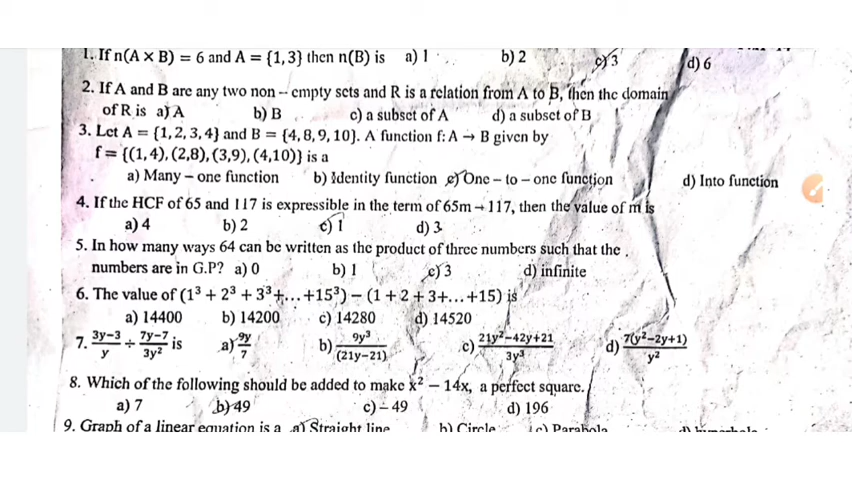 1. If n(A × B) = 6 and A = {1, 3} then n(B) is a) 1 b) 2 c) 3 d) 6
2. If A and B are any two non – empty sets and R is a relation from A to B, then the domain
of R is a) A b) B c) a subset of A d) a subset of B
3. Let A = {1, 2, 3, 4} and B = {4, 8, 9, 10}. A function f: A → B given by
f = {(1, 4), (2,8), (3,9), (4,10)} is a
a) Many – one function b) Identity function c) One – to – one function d) Into function
4. If the HCF of 65 and 117 is expressible in the term of 65m – 117, then the value of m is
a) 4 b) 2 c) 1 d) 3
5. In how many ways 64 can be written as the product of three numbers such that the
numbers are in G.P? a) 0 b) 1 c) 3 d) infinite
6. The value of (1³ + 2³ + 3³+...+15³) – (1 + 2 + 3+...+15) is
a) 14400 b) 14200 c) 14280 d) 14520
7. (3y–3)/y ÷ (7y–7)/3y² is a) 9y/7 b) 9y³/(21y–21) c) (21y²–42y+21)/3y³ d) 7(y²–2y+1)/y²
8. Which of the following should be added to make x² – 14x, a perfect square.
a) 7 b) 49 c) – 49 d) 196
9. Graph of a linear equation is a a) Straight line b) Circle c) Parabola